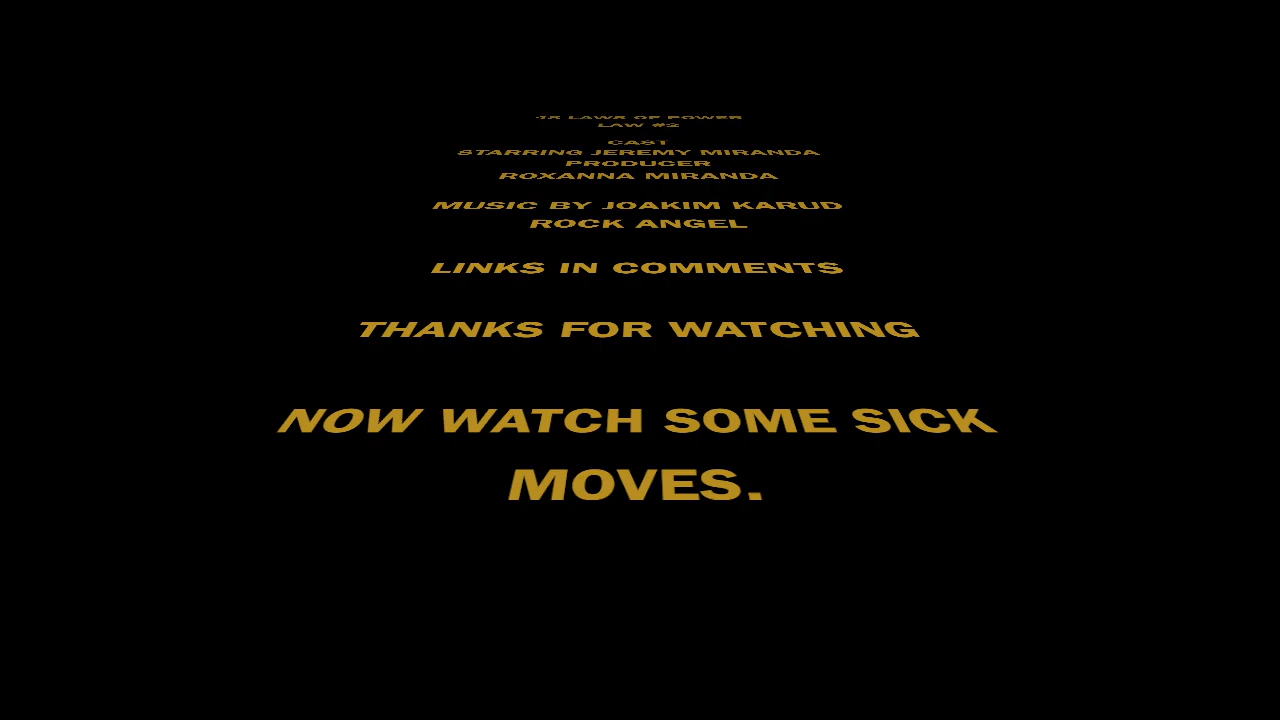 LAWS OF POWER
LAW #2
CAST
STARRING JEREMY MIRANDA
PRODUCER
ROXANNA MIRANDA
MUSIC BY JOAKIM KARUD
ROCK ANGEL
LINKS IN COMMENTS
THANKS FOR WATCHING
NOW WATCH SOME SICK
MOVES.